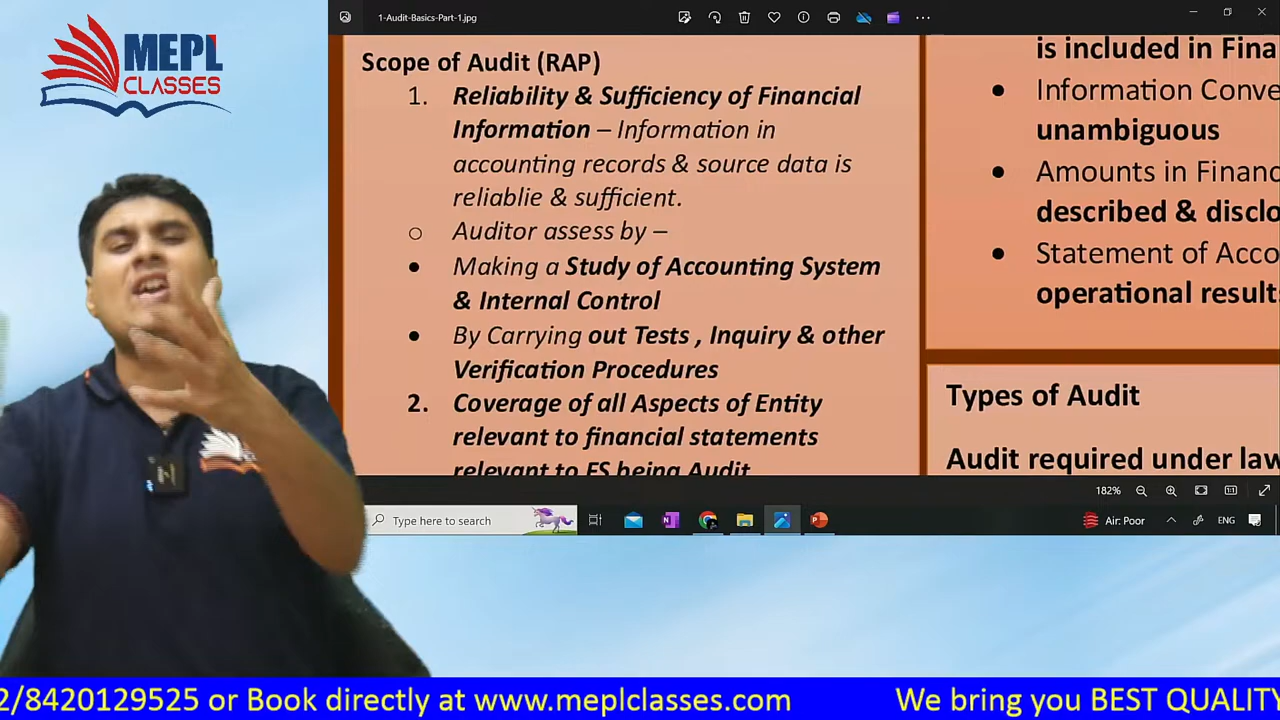 MEPL
CLASSES
1-Audit-Basics-Part-1.jpg
Scope of Audit (RAP)
1. Reliability & Sufficiency of Financial
Information – Information in
accounting records & source data is
reliablie & sufficient.
o Auditor assess by –
• Making a Study of Accounting System
& Internal Control
• By Carrying out Tests , Inquiry & other
Verification Procedures
2. Coverage of all Aspects of Entity
relevant to financial statements
relevant to FS being Audit
is included in Fina
• Information Conve
unambiguous
• Amounts in Financ
described & disclo
• Statement of Acco
operational result
Types of Audit
Audit required under law
182%
Type here to search
Air: Poor
ENG
2/8420129525 or Book directly at www.meplclasses.com
We bring you BEST QUALITY